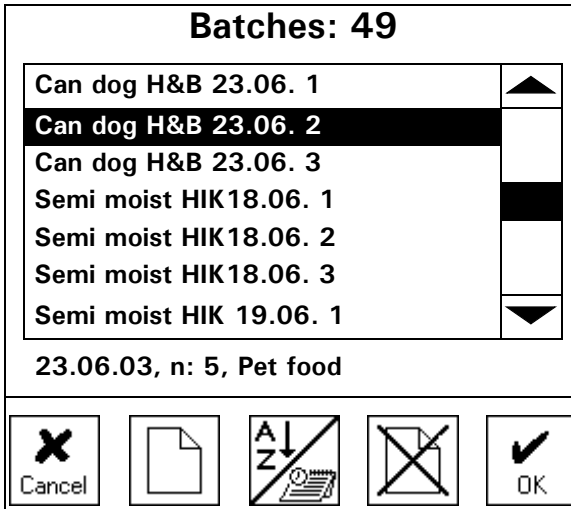 Batches: 49
Can dog H&B 23.06. 1
Can dog H&B 23.06. 2
Can dog H&B 23.06. 3
Semi moist HIK18.06. 1
Semi moist HIK18.06. 2
Semi moist HIK18.06. 3
Semi moist HIK 19.06. 1
23.06.03, n: 5, Pet food
A
Z
Cancel
OK